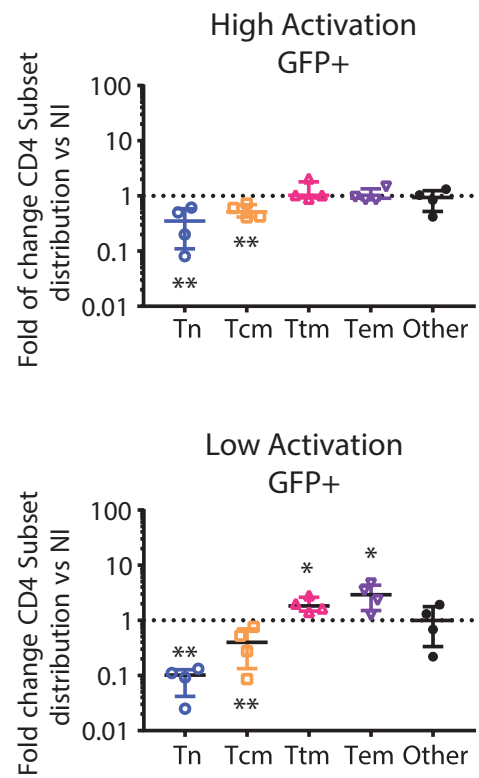 High Activation
GFP+
Fold of change CD4 Subset
distribution vs NI
100
10
1
0.1
0.01
**
**
Tn Tcm Ttm Tem Other
Low Activation
GFP+
Fold change CD4 Subset
distribution vs NI
100
10
1
0.1
0.01
*
*
**
**
Tn Tcm Ttm Tem Other